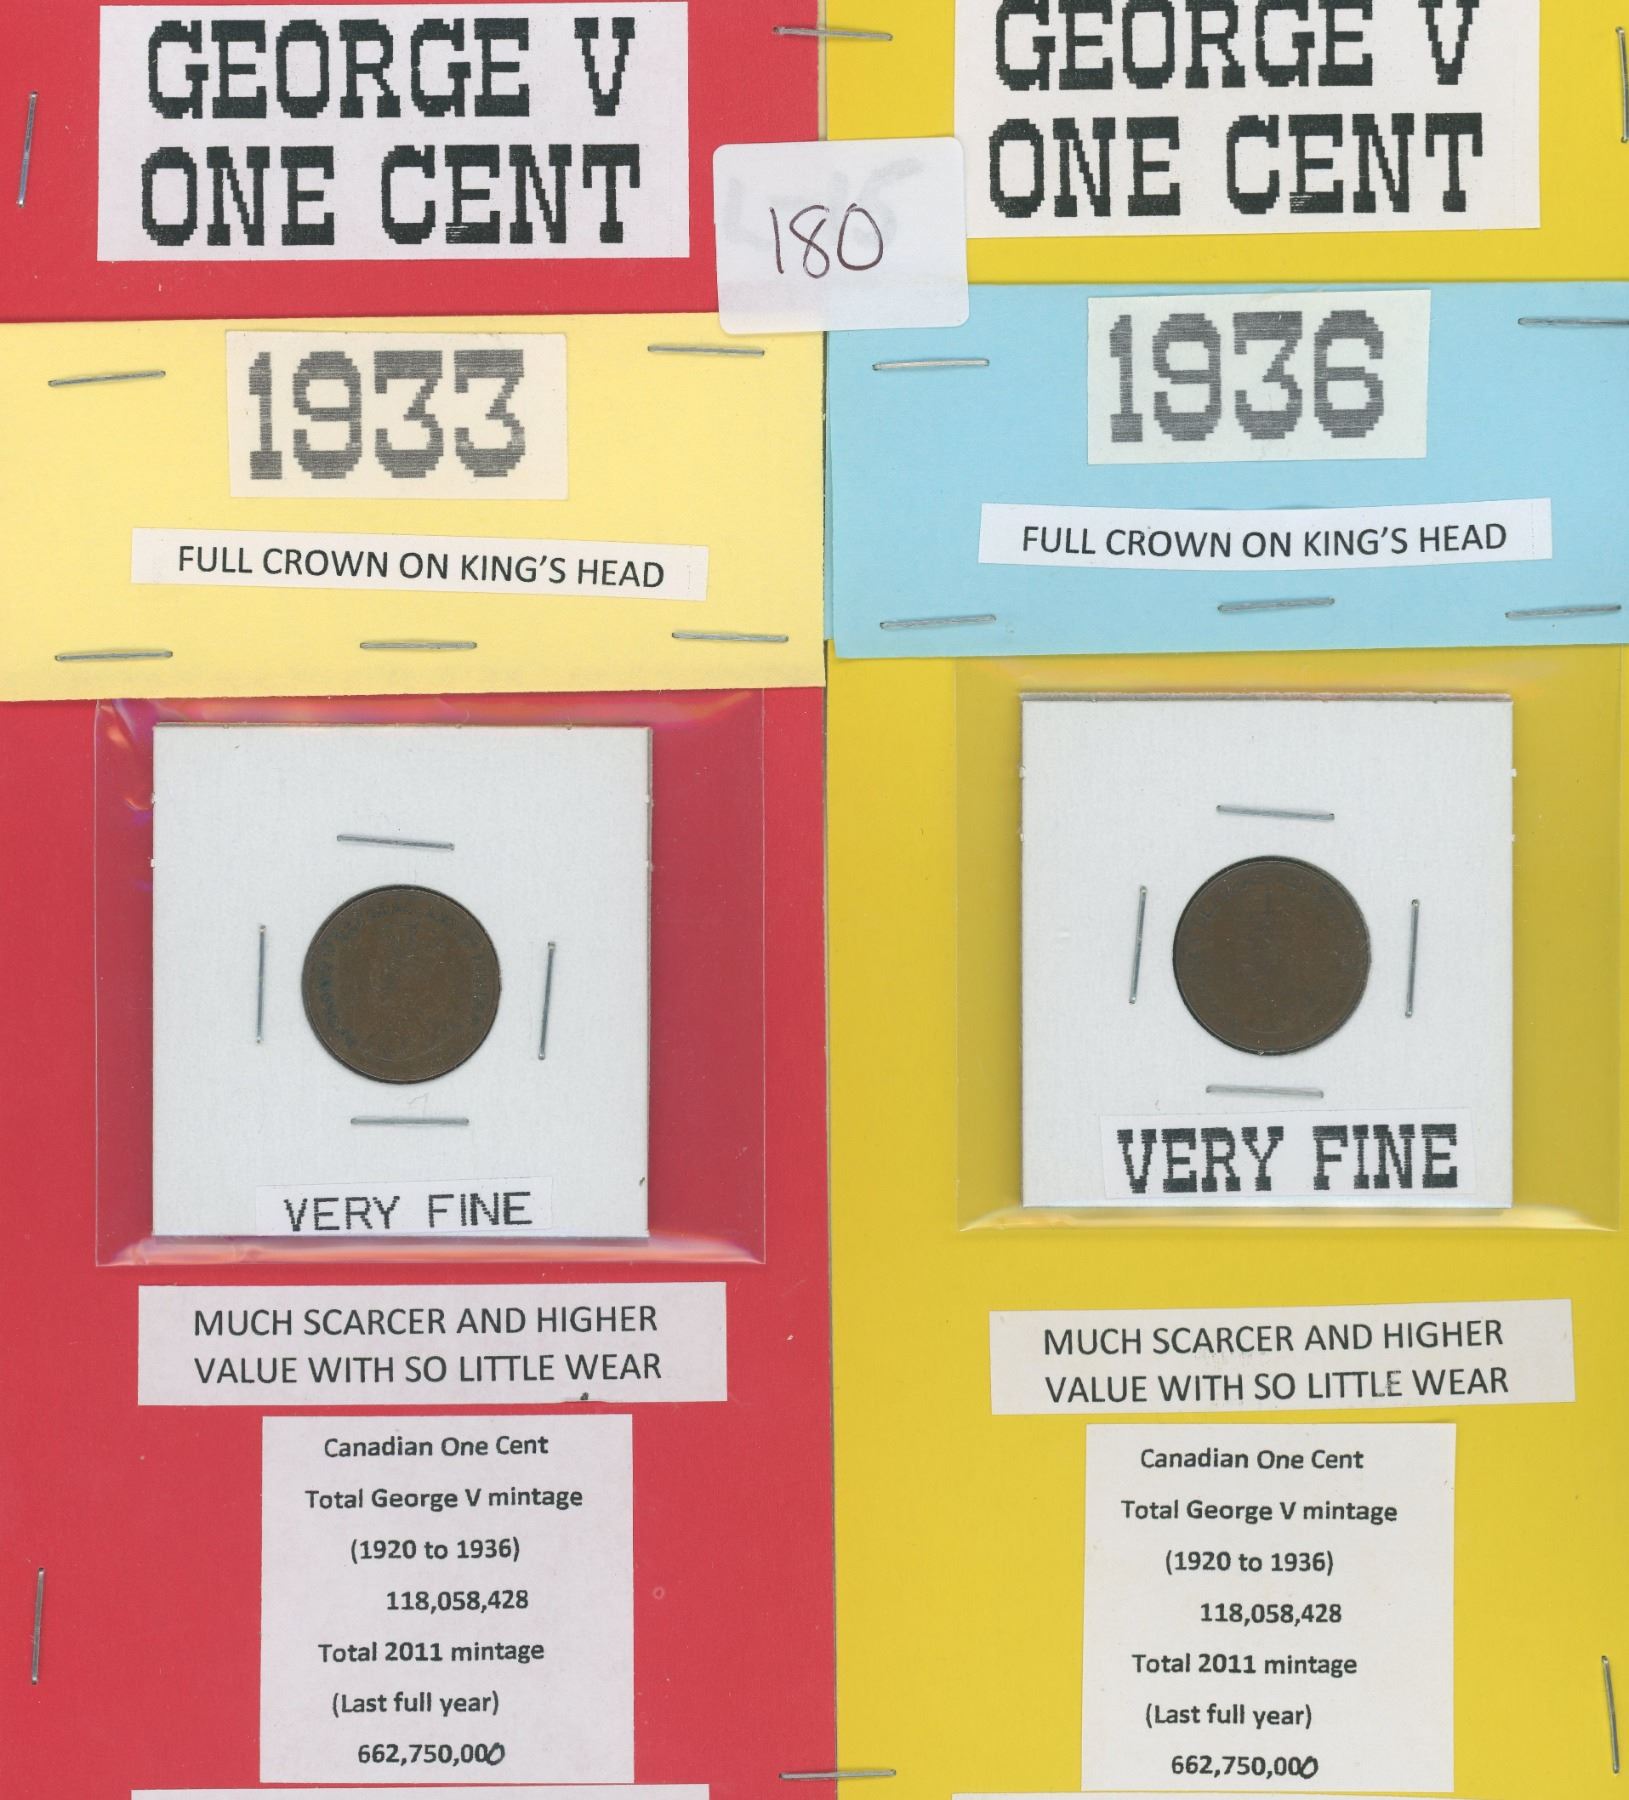 GEORGE V
ONE CENT
1933
FULL CROWN ON KING'S HEAD
VERY FINE
MUCH SCARCER AND HIGHER
VALUE WITH SO LITTLE WEAR
Canadian One Cent
Total George V mintage
(1920 to 1936)
118,058,428
Total 2011 mintage
(Last full year)
662,750,000
180
GEORGE V
ONE CENT
1936
FULL CROWN ON KING'S HEAD
VERY FINE
MUCH SCARCER AND HIGHER
VALUE WITH SO LITTLE WEAR
Canadian One Cent
Total George V mintage
(1920 to 1936)
118,058,428
Total 2011 mintage
(Last full year)
662,750,000